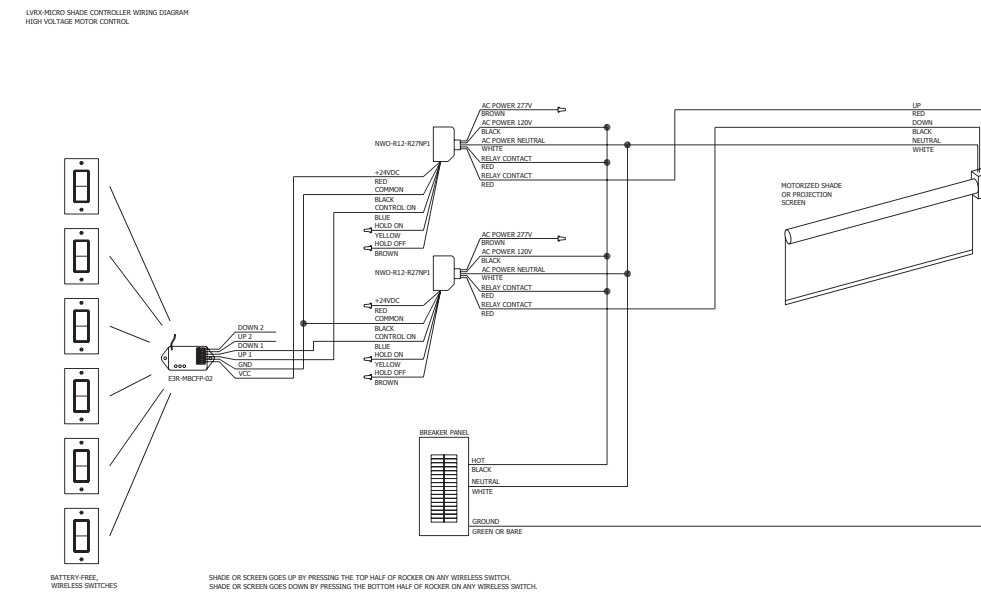 LVRX-MICRO SHADE CONTROLLER WIRING DIAGRAM
HIGH VOLTAGE MOTOR CONTROL
AC POWER 277V
BROWN
AC POWER 120V
BLACK
AC POWER NEUTRAL
WHITE
RELAY CONTACT
RED
RELAY CONTACT
RED
NWO-R12-R27NP1
+24VDC
RED
COMMON
BLACK
CONTROL ON
BLUE
HOLD ON
YELLOW
HOLD OFF
BROWN
UP
RED
DOWN
BLACK
NEUTRAL
WHITE
MOTORIZED SHADE
OR PROJECTION
SCREEN
AC POWER 277V
BROWN
AC POWER 120V
BLACK
AC POWER NEUTRAL
WHITE
RELAY CONTACT
RED
RELAY CONTACT
RED
NWO-R12-R27NP1
+24VDC
RED
COMMON
BLACK
CONTROL ON
BLUE
HOLD ON
YELLOW
HOLD OFF
BROWN
DOWN 2
UP 2
DOWN 1
UP 1
GND
VCC
E3R-MBCFP-02
BREAKER PANEL
HOT
BLACK
NEUTRAL
WHITE
GROUND
GREEN OR BARE
BATTERY-FREE,
WIRELESS SWITCHES
SHADE OR SCREEN GOES UP BY PRESSING THE TOP HALF OF ROCKER ON ANY WIRELESS SWITCH.
SHADE OR SCREEN GOES DOWN BY PRESSING THE BOTTOM HALF OF ROCKER ON ANY WIRELESS SWITCH.